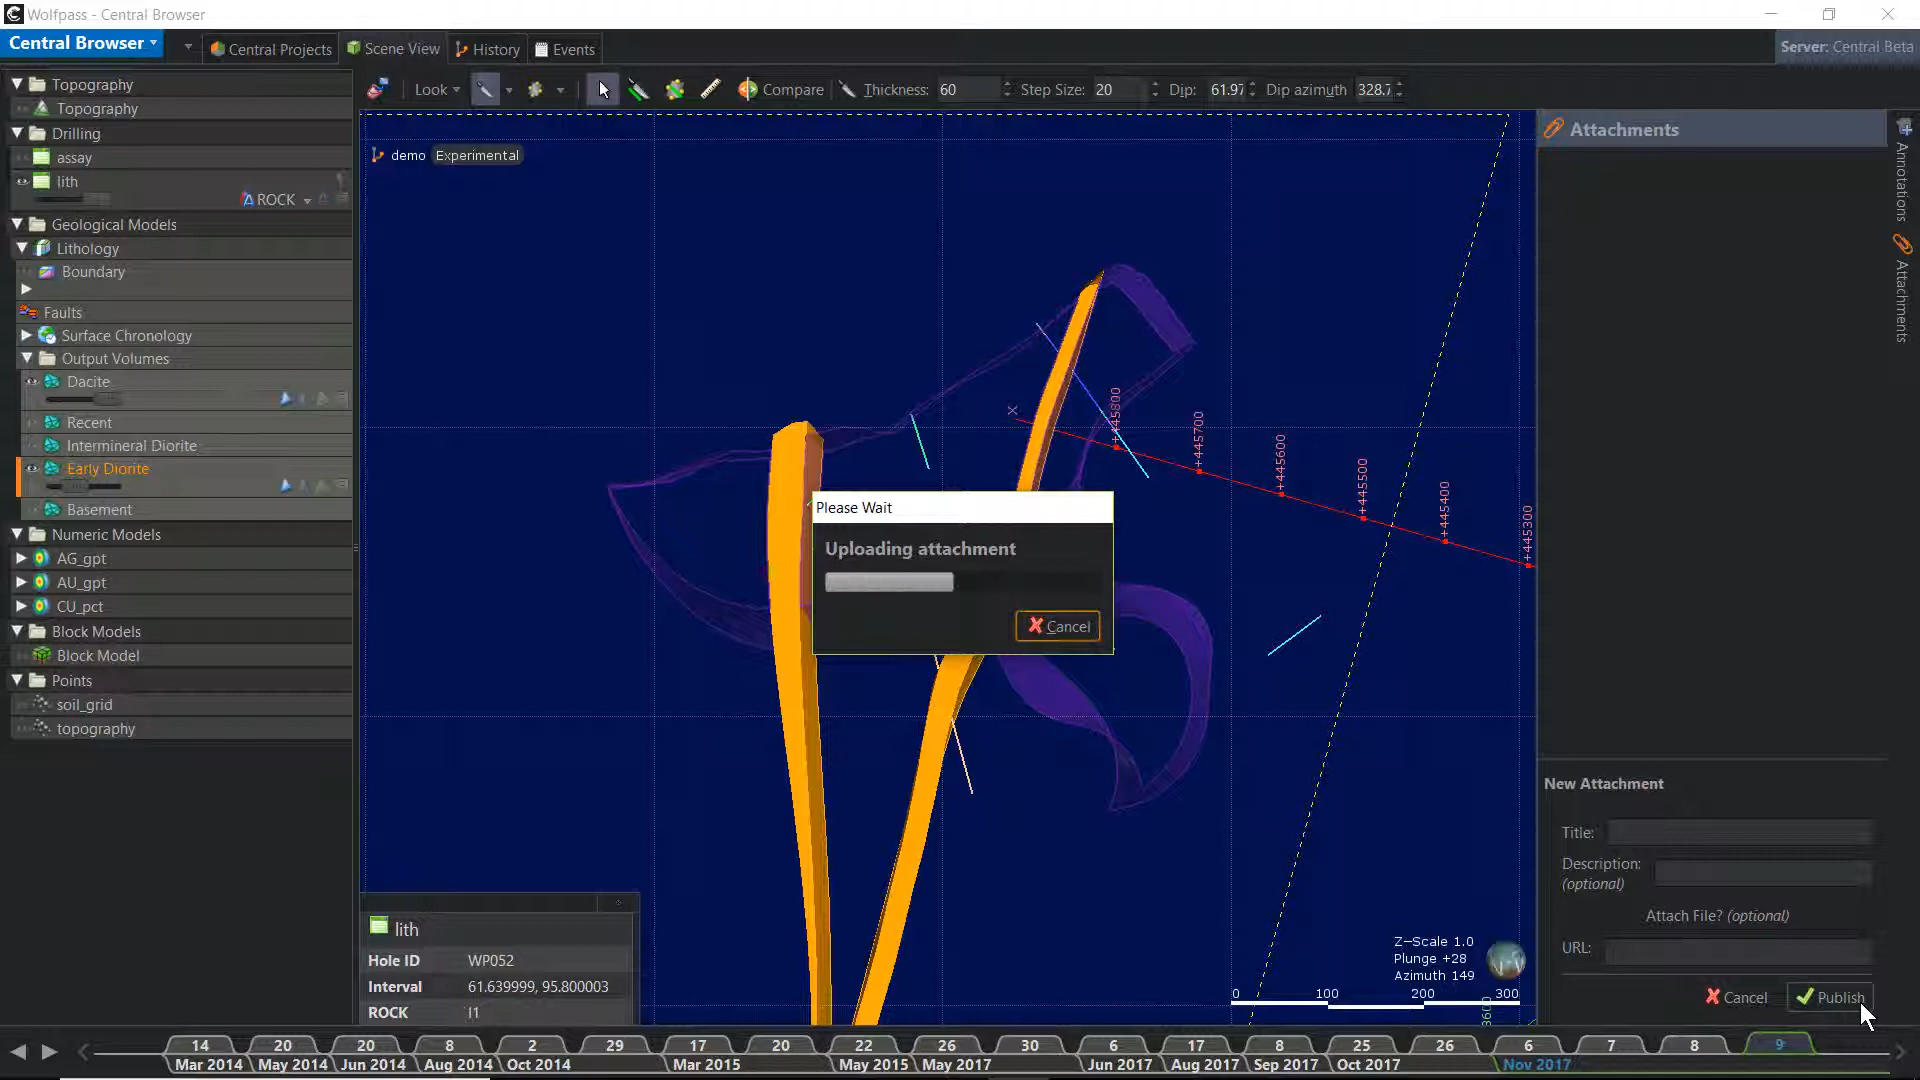 Wolfpass - Central Browser
Central Browser
Central Projects
Scene View
History
Events
Server: Central Beta
Look
Compare
Thickness: 60
Step Size: 20
Dip: 61.97
Dip azimuth 328.7
Topography
Topography
Drilling
assay
lith
ROCK
Geological Models
Lithology
Boundary
Faults
Surface Chronology
Output Volumes
Dacite
Recent
Intermineral Diorite
Early Diorite
Basement
Numeric Models
AG_gpt
AU_gpt
CU_pct
Block Models
Block Model
Points
soil_grid
topography
demo Experimental
X
+445800
+445700
+445600
+445500
+445400
+445300
Please Wait
Uploading attachment
Cancel
lith
Hole ID WP052
Interval 61.639999, 95.800003
ROCK I1
Z-Scale 1.0
Plunge +28
Azimuth 149
0 100 200 300
Attachments
Annotations
Attachments
New Attachment
Title:
Description:
(optional)
Attach File? (optional)
URL:
Cancel
Publish
14 20 20 8 2 29 17 20 22 26 30 6 17 8 25 26 6 7 8 9
Mar 2014 May 2014 Jun 2014 Aug 2014 Oct 2014 Mar 2015 May 2015 May 2017 Jun 2017 Aug 2017 Sep 2017 Oct 2017 Nov 2017